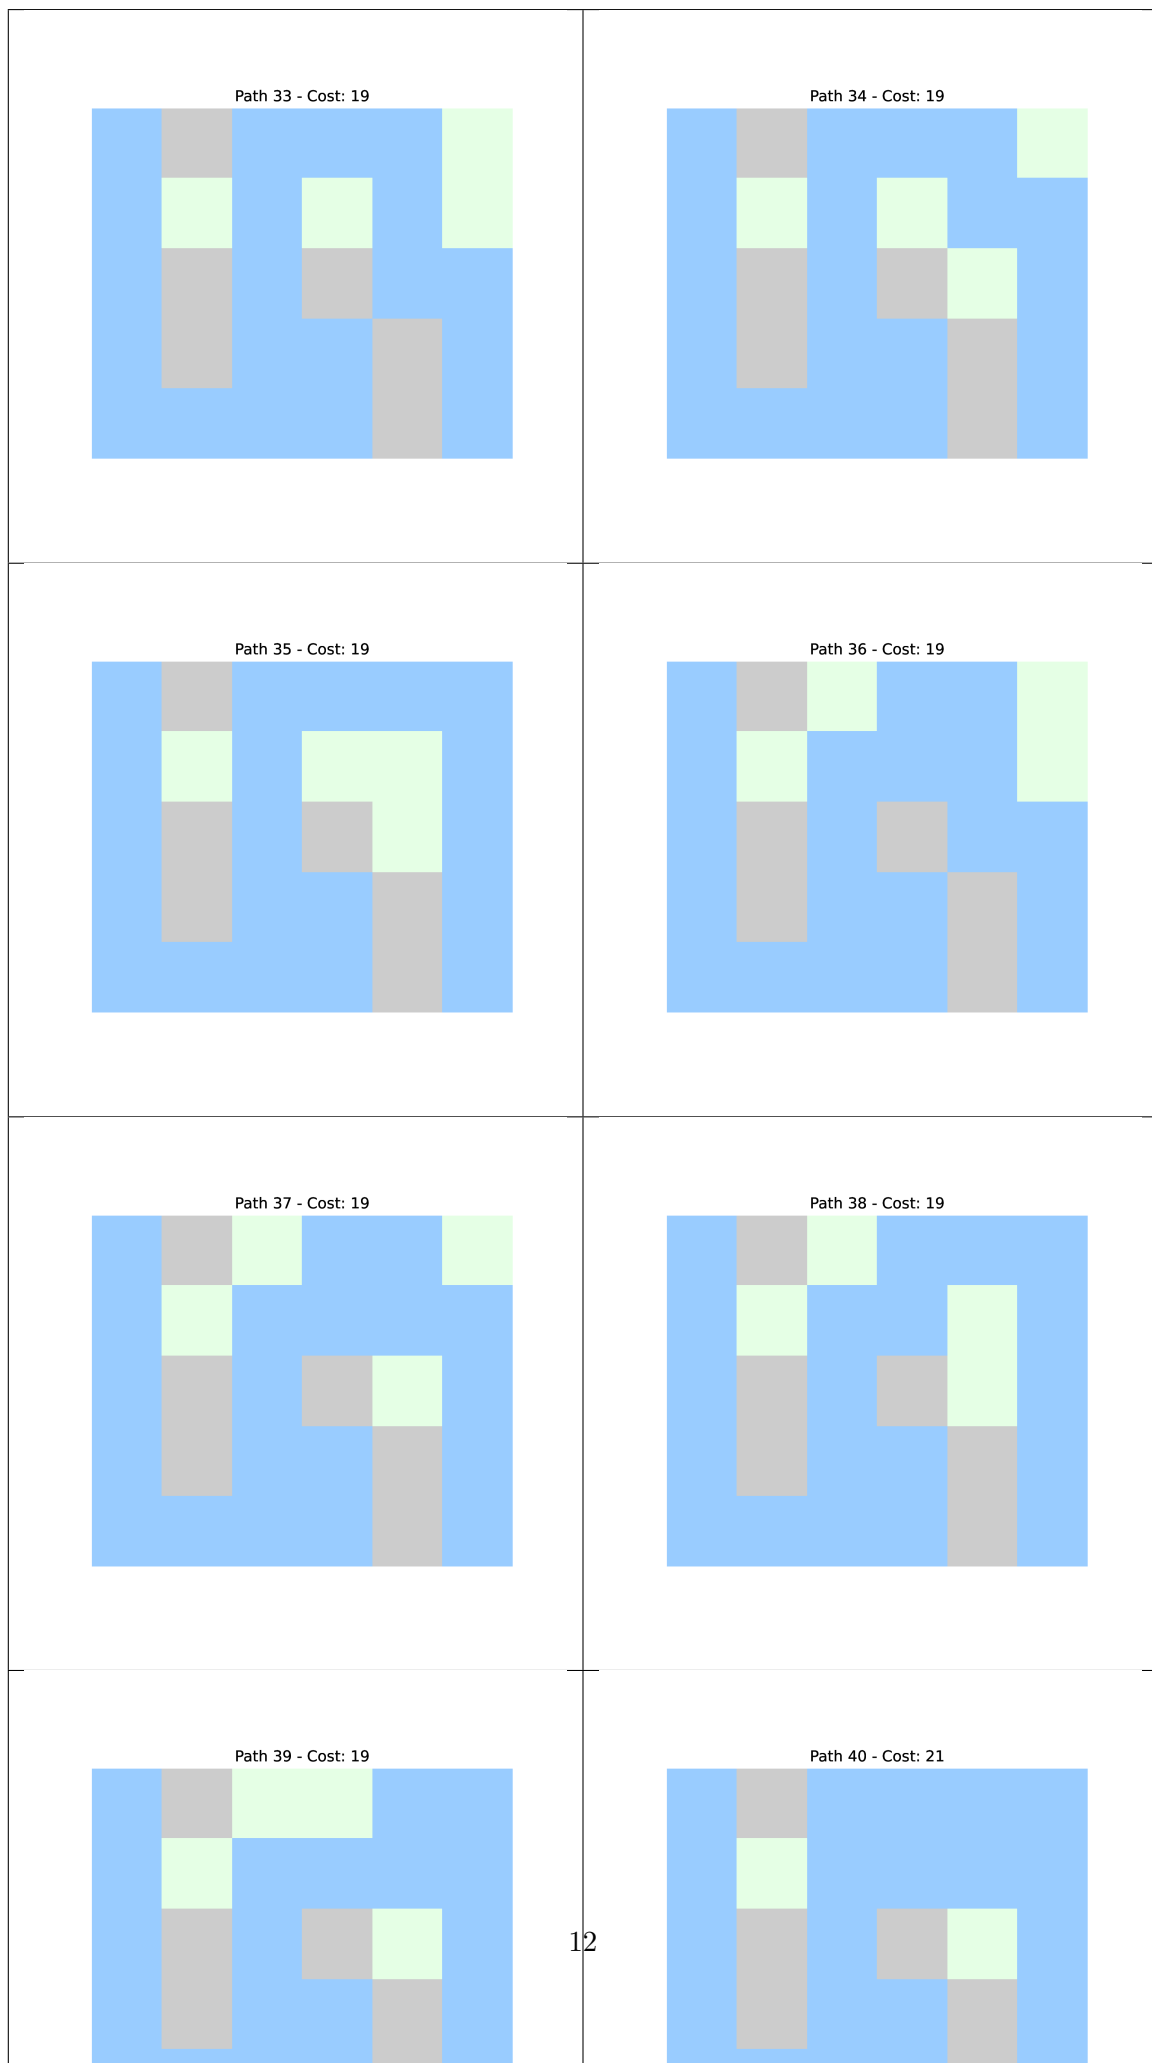 Path 33 - Cost: 19
Path 34 - Cost: 19
Path 35 - Cost: 19
Path 36 - Cost: 19
Path 37 - Cost: 19
Path 38 - Cost: 19
Path 39 - Cost: 19
Path 40 - Cost: 21
12